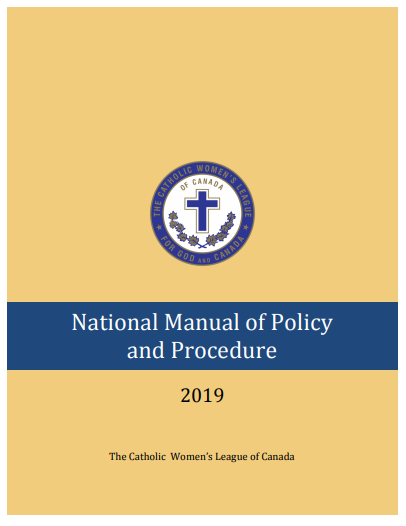 THE CATHOLIC WOMEN'S LEAGUE
OF CANADA
FOR GOD AND CANADA
National Manual of Policy
and Procedure
2019
The Catholic Women's League of Canada